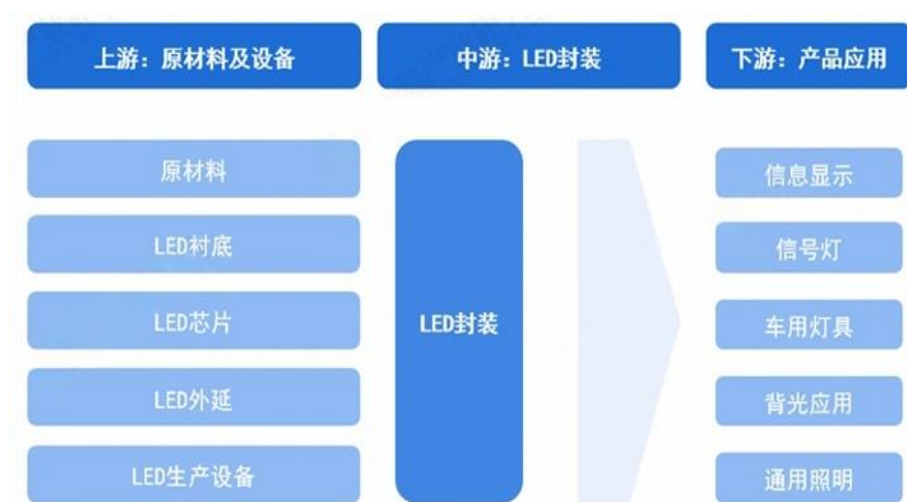 上游：原材料及设备
中游：LED封装
下游：产品应用
原材料
LED衬底
LED芯片
LED外延
LED生产设备
LED封装
信息显示
信号灯
车用灯具
背光应用
通用照明